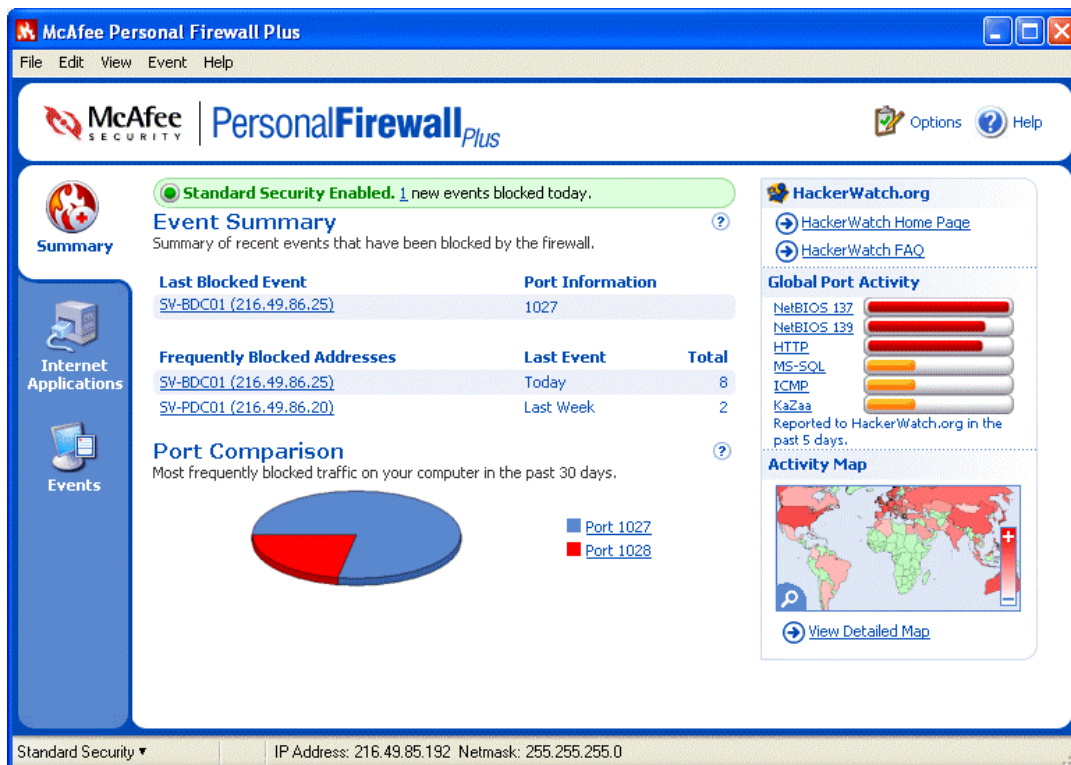 McAfee Personal Firewall Plus
File Edit View Event Help
McAfee SECURITY
PersonalFirewall Plus
Options
Help
Summary
Internet Applications
Events
Standard Security Enabled. 1 new events blocked today.
Event Summary
?
Summary of recent events that have been blocked by the firewall.
Last Blocked Event Port Information
SV-BDC01 (216.49.86.25) 1027
Frequently Blocked Addresses Last Event Total
SV-BDC01 (216.49.86.25) Today 8
SV-PDC01 (216.49.86.20) Last Week 2
Port Comparison
?
Most frequently blocked traffic on your computer in the past 30 days.
Port 1027
Port 1028
HackerWatch.org
HackerWatch Home Page
HackerWatch FAQ
Global Port Activity
NetBIOS 137
NetBIOS 139
HTTP
MS-SQL
ICMP
KaZaa
Reported to HackerWatch.org in the
past 5 days.
Activity Map
+
−
View Detailed Map
Standard Security IP Address: 216.49.85.192 Netmask: 255.255.255.0